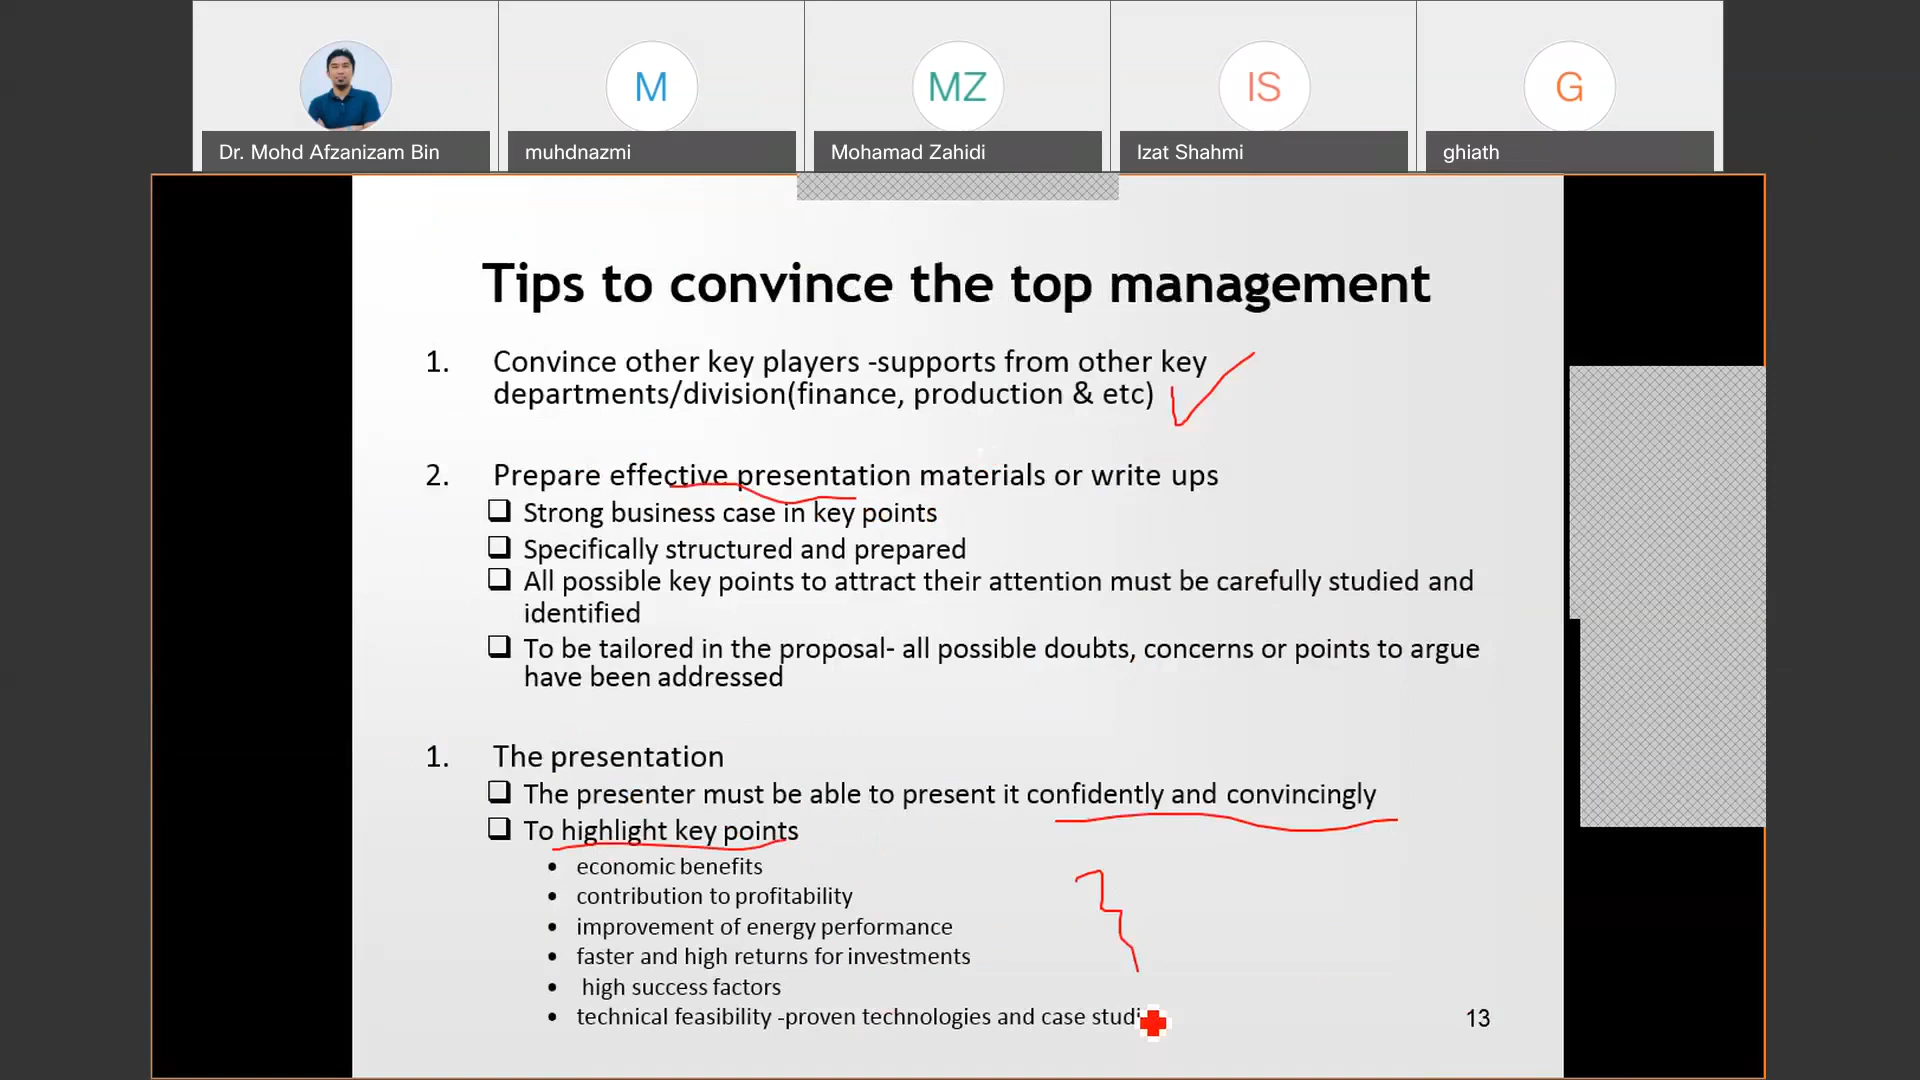 M
MZ
IS
G
Dr. Mohd Afzanizam Bin
muhdnazmi
Mohamad Zahidi
Izat Shahmi
ghiath
Tips to convince the top management
1. Convince other key players -supports from other key
departments/division(finance, production & etc)
2. Prepare effective presentation materials or write ups
Strong business case in key points
Specifically structured and prepared
All possible key points to attract their attention must be carefully studied and
identified
To be tailored in the proposal- all possible doubts, concerns or points to argue
have been addressed
1. The presentation
The presenter must be able to present it confidently and convincingly
To highlight key points
• economic benefits
• contribution to profitability
• improvement of energy performance
• faster and high returns for investments
• high success factors
• technical feasibility -proven technologies and case
13